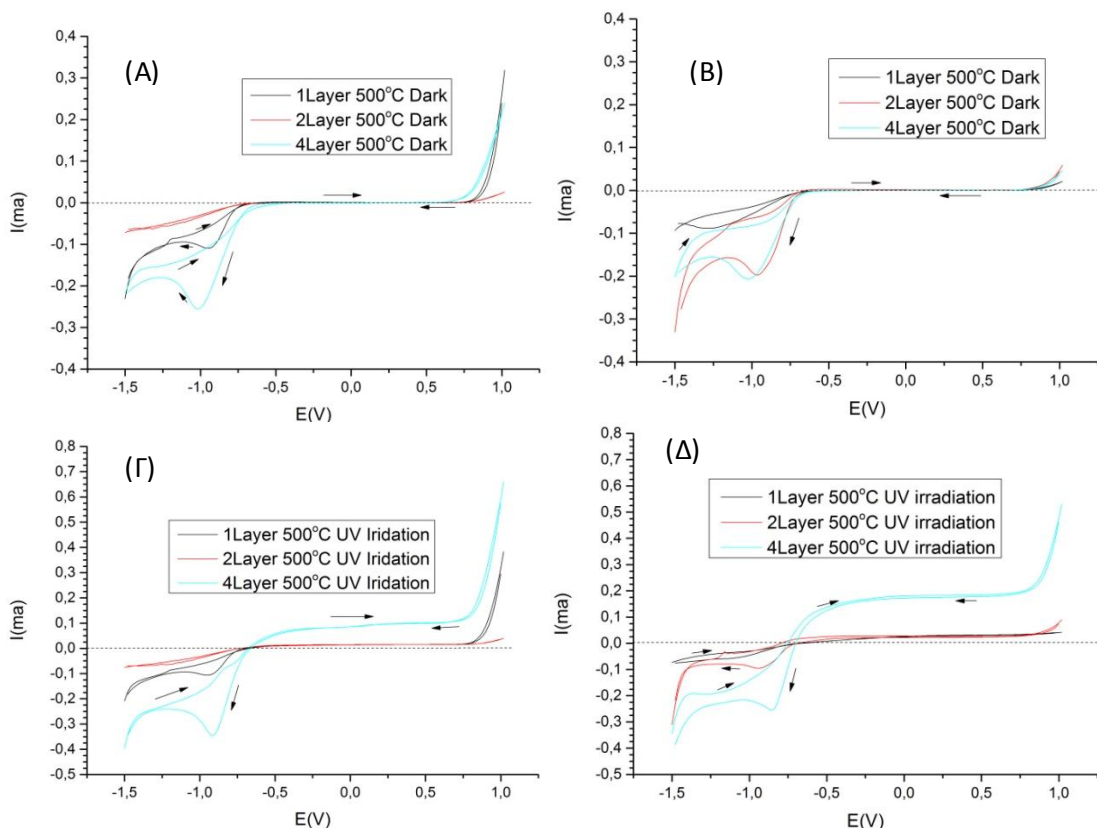 (Α)
1Layer 500°C Dark
2Layer 500°C Dark
4Layer 500°C Dark
I(ma)
0,4
0,3
0,2
0,1
0,0
-0,1
-0,2
-0,3
0,4
-1,5 -1,0 0,5 0,0 0,5 1,0
E(V)
(Β)
1Layer 500°C Dark
2Layer 500°C Dark
4Layer 500°C Dark
I(ma)
0,4
0,3
0,2
0,1
0,0
-0,1
-0,2
-0,3
-0,4
-1,5 -1,0 -0,5 0,0 0,5 1,0
E(V)
(Γ)
1Layer 500°C UV Iridation
2Layer 500°C UV Iridation
4Layer 500°C UV Iridation
I(ma)
0,8
0,7
0,6
0,5
0,4
0,3
0,2
0,1
0,0
-0,1
-0,2
-0,3
-0,4
-0,5
-1,5 -1,0 -0,5 0,0 0,5 1,0
E(V)
(Δ)
1Layer 500°C UV irradiation
2Layer 500°C UV irradiation
4Layer 500°C UV irradiation
I(ma)
0,8
0,7
0,6
0,5
0,4
0,3
0,2
0,1
0,0
-0,1
-0,2
-0,3
-0,4
-0,5
-1,5 -1,0 -0,5 0,0 0,5 1,0
E(V)